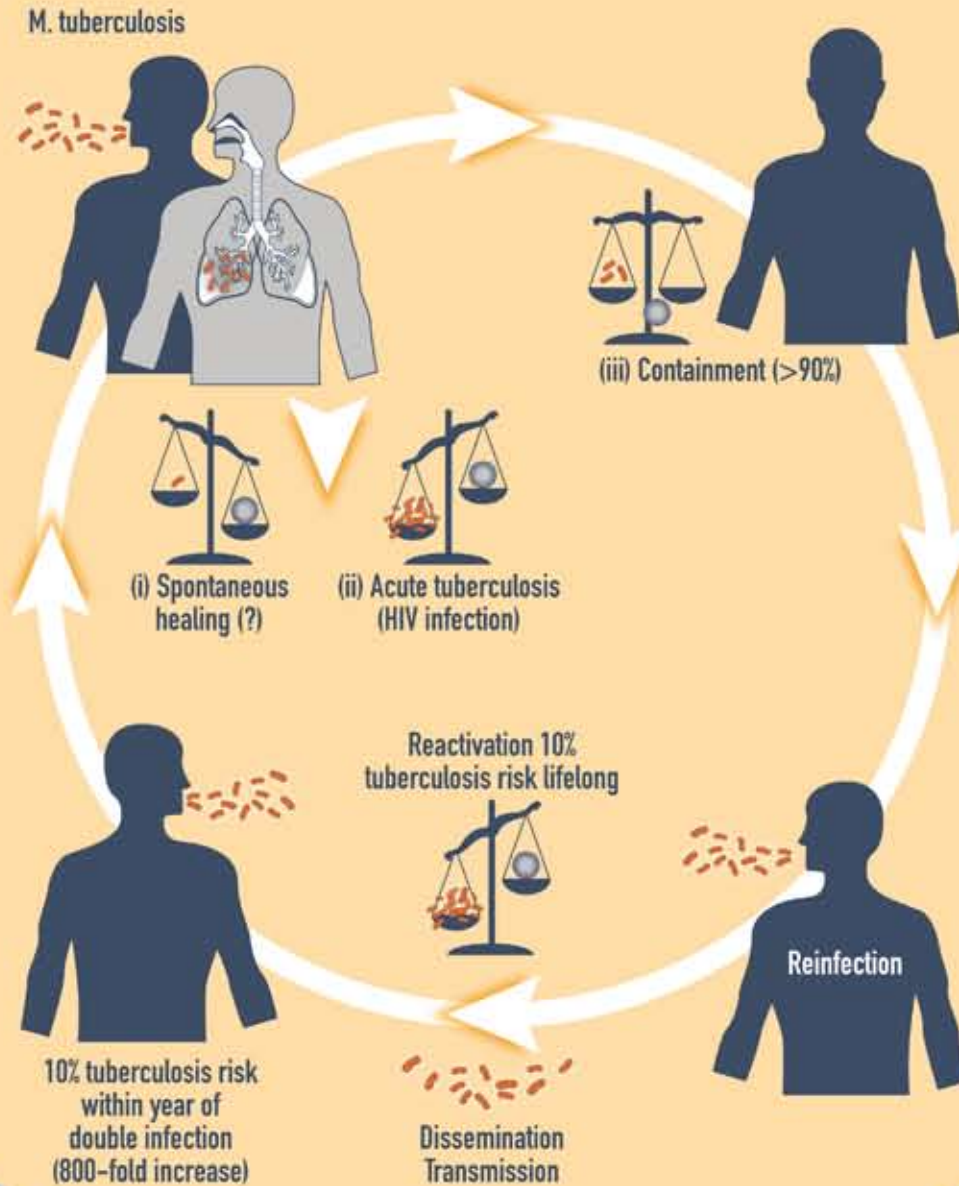 M. tuberculosis
(iii) Containment (>90%)
(i) Spontaneous
healing (?)
(ii) Acute tuberculosis
(HIV infection)
Reactivation 10%
tuberculosis risk lifelong
Reinfection
10% tuberculosis risk
within year of
double infection
(800-fold increase)
Dissemination
Transmission